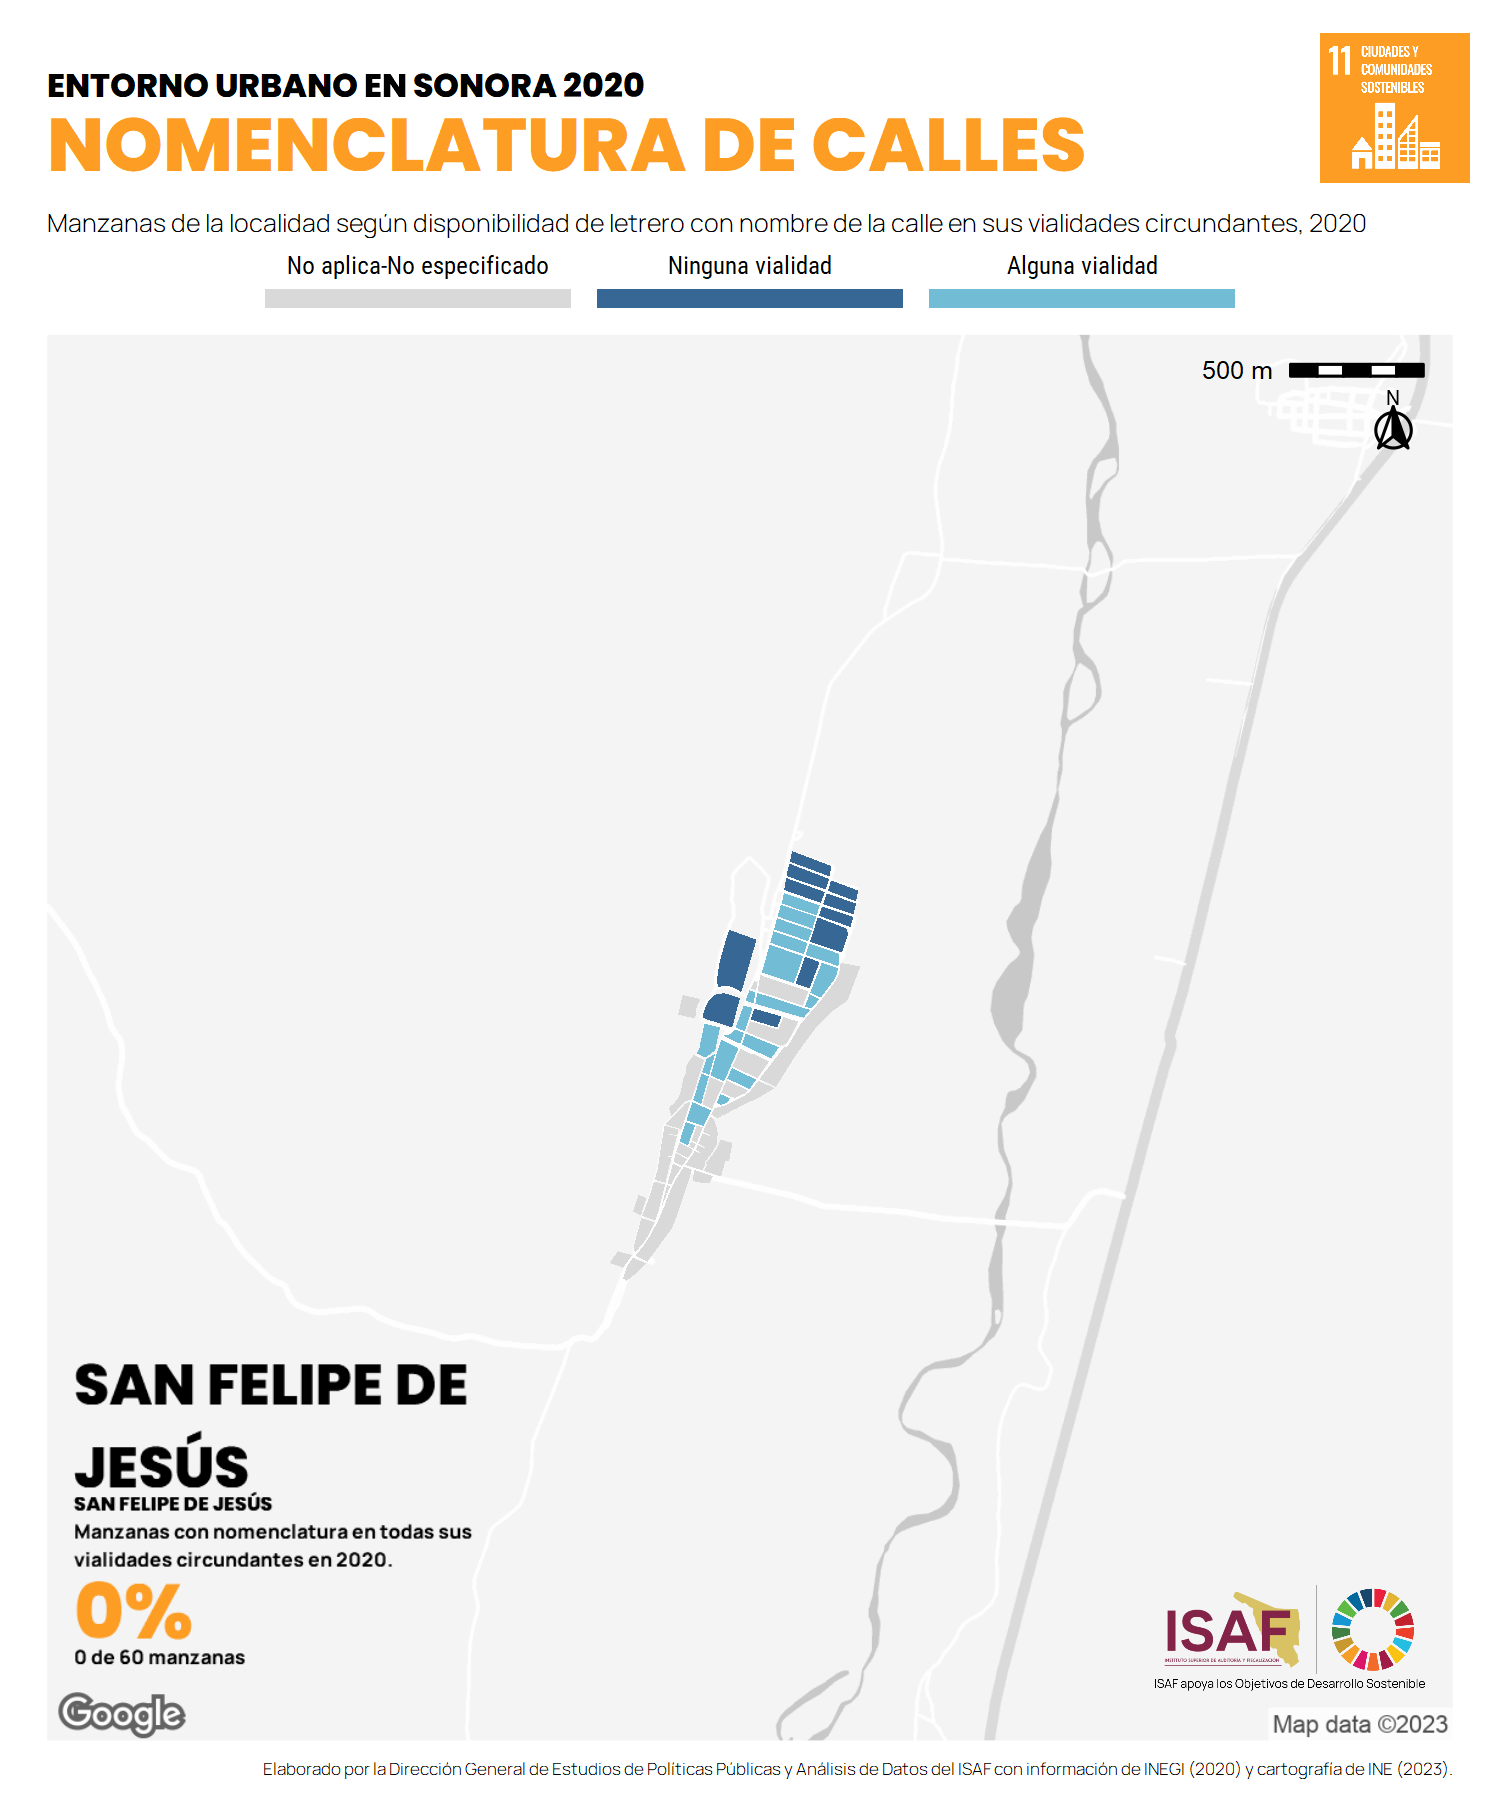 ENTORNO URBANO EN SONORA 2020
NOMENCLATURA DE CALLES
11 CIUDADES Y
COMUNIDADES
SOSTENIBLES
Manzanas de la localidad según disponibilidad de letrero con nombre de la calle en sus vialidades circundantes, 2020
No aplica-No especificado
Ninguna vialidad
Alguna vialidad
500 m
N
SAN FELIPE DE
JESÚS
SAN FELIPE DE JESÚS
Manzanas con nomenclatura en todas sus
vialidades circundantes en 2020.
0%
0 de 60 manzanas
ISAF
INSTITUTO SUPERIOR DE AUDITORÍA Y FISCALIZACIÓN
ISAF apoya los Objetivos de Desarrollo Sostenible
Google
Map data ©2023
Elaborado por la Dirección General de Estudios de Políticas Públicas y Análisis de Datos del ISAF con información de INEGI (2020) y cartografía de INE (2023).